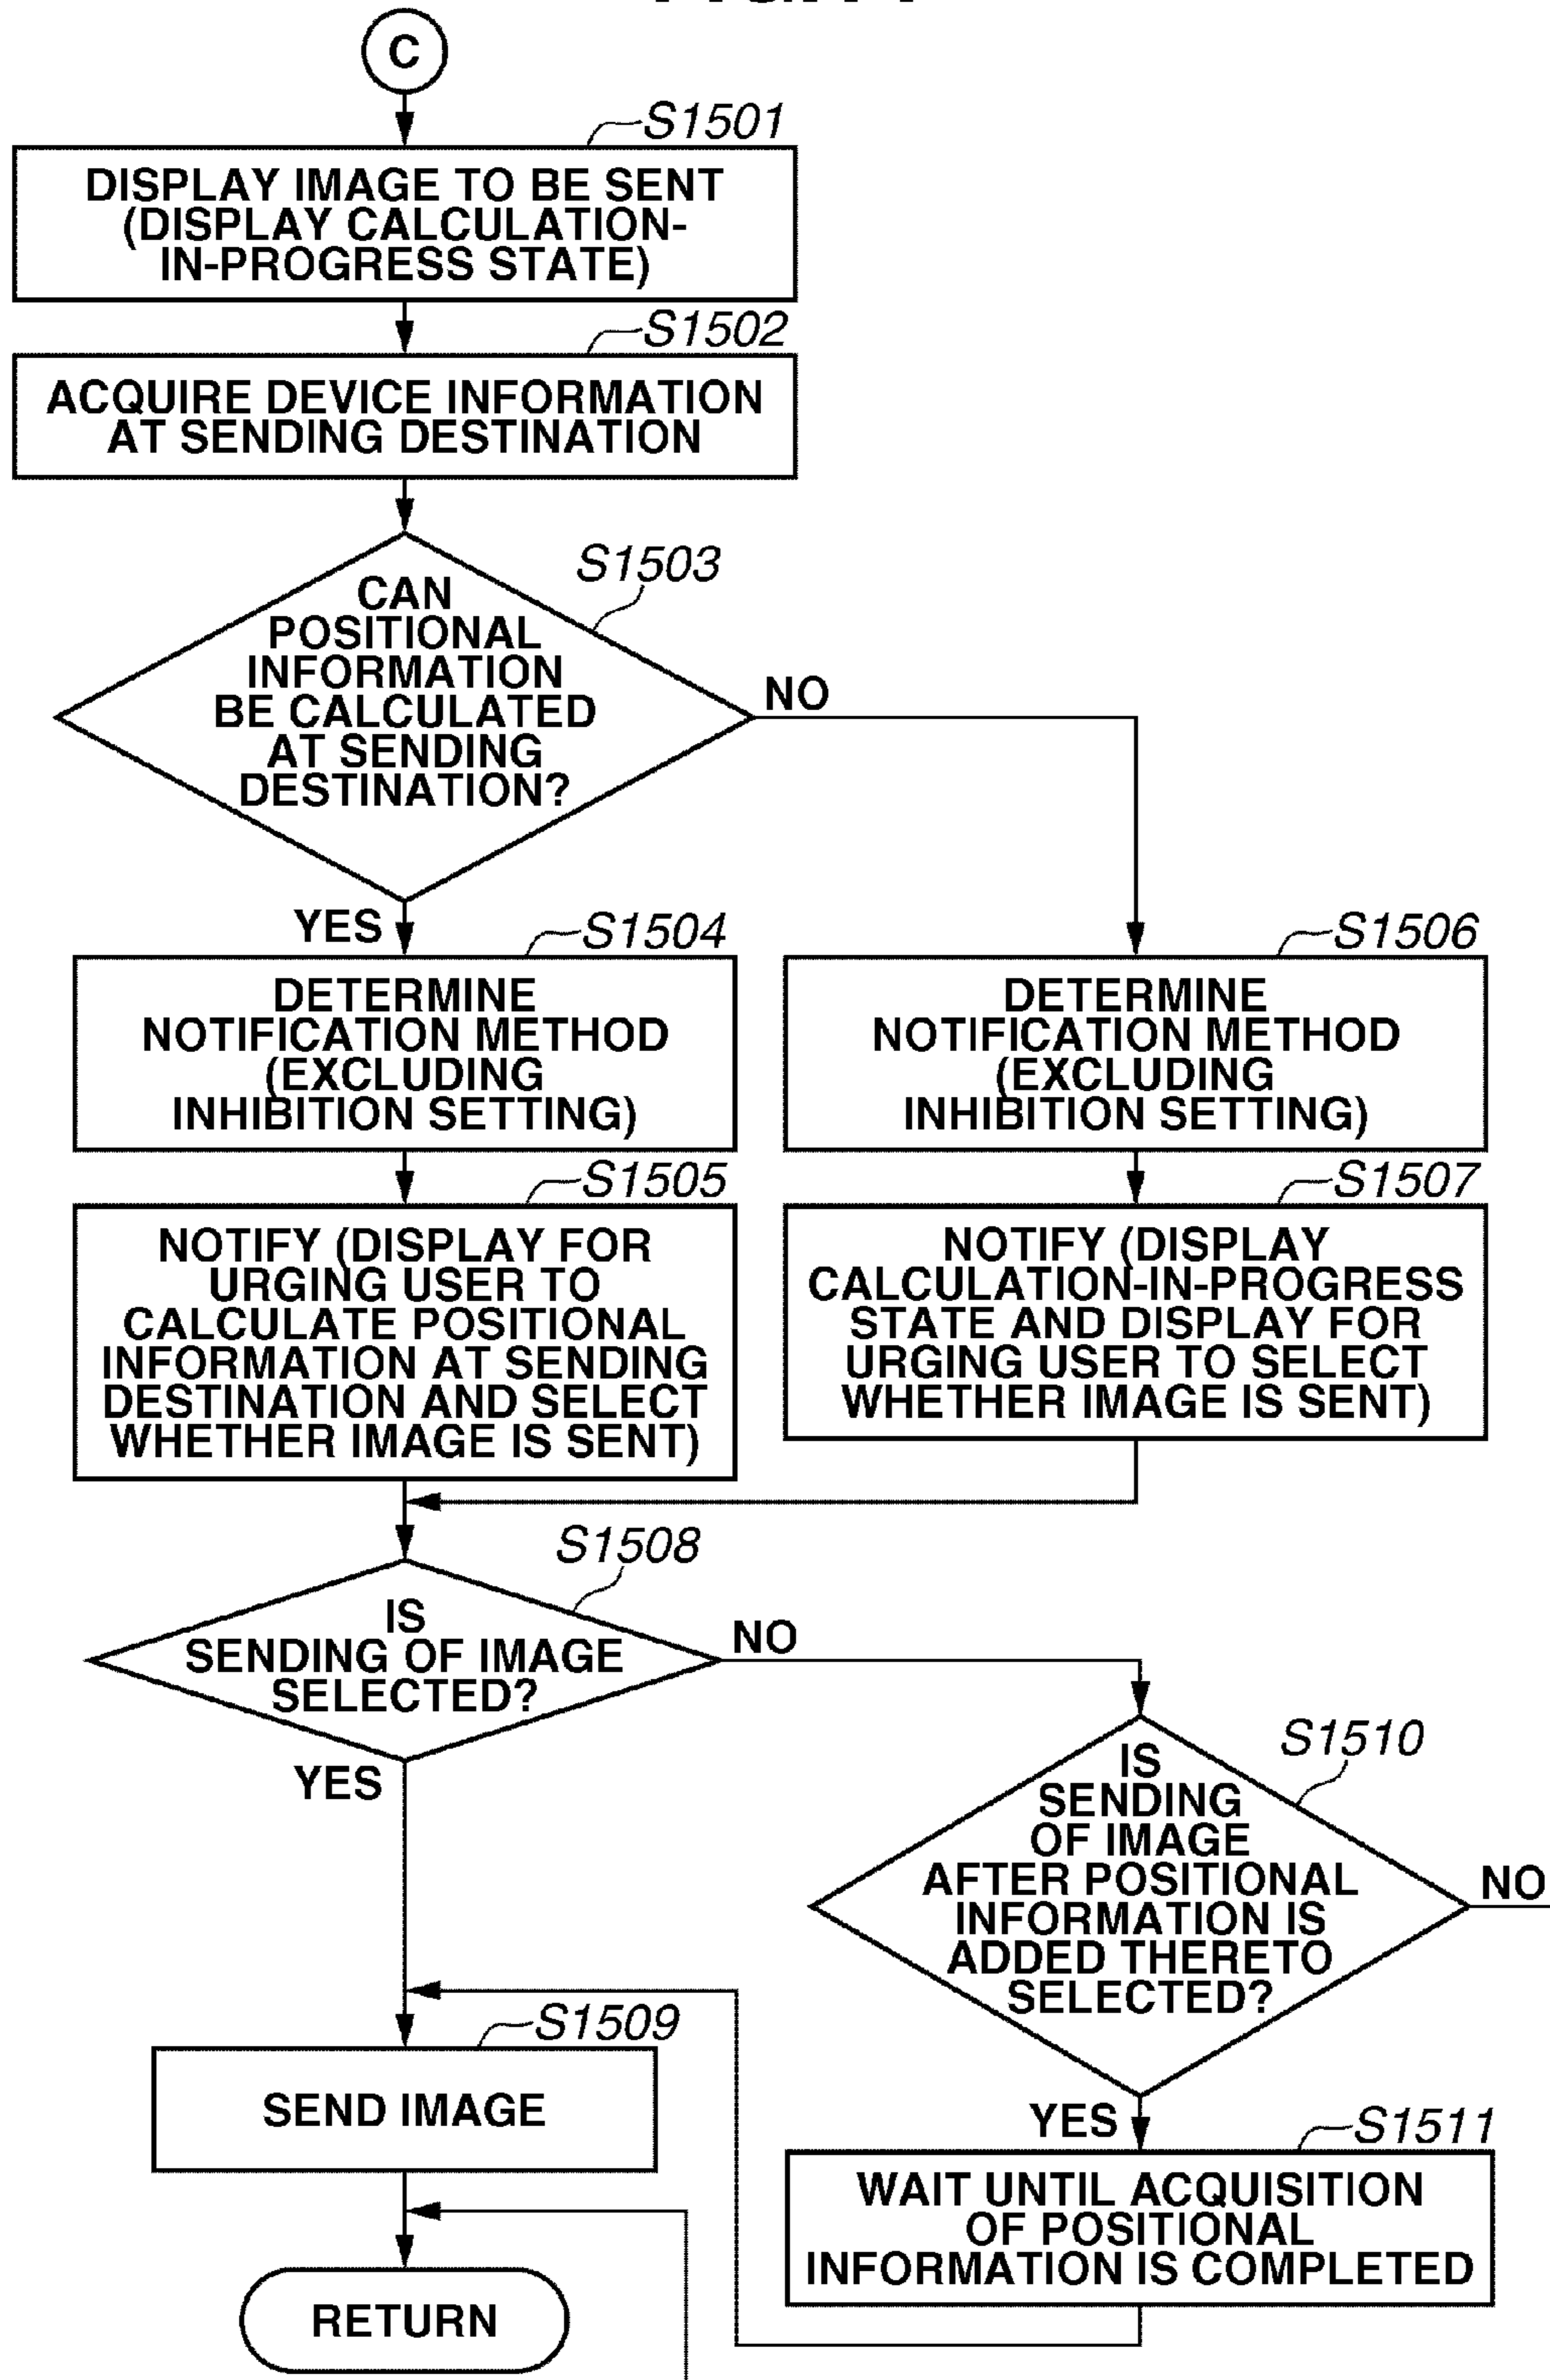 C
S1501
DISPLAY IMAGE TO BE SENT
(DISPLAY CALCULATION-
IN-PROGRESS STATE)
S1502
ACQUIRE DEVICE INFORMATION
AT SENDING DESTINATION
S1503
CAN
POSITIONAL
INFORMATION
BE CALCULATED
AT SENDING
DESTINATION?
NO
YES
S1504
DETERMINE
NOTIFICATION METHOD
(EXCLUDING
INHIBITION SETTING)
S1506
DETERMINE
NOTIFICATION METHOD
(EXCLUDING
INHIBITION SETTING)
S1505
NOTIFY (DISPLAY FOR
URGING USER TO
CALCULATE POSITIONAL
INFORMATION AT SENDING
DESTINATION AND SELECT
WHETHER IMAGE IS SENT)
S1507
NOTIFY (DISPLAY
CALCULATION-IN-PROGRESS
STATE AND DISPLAY FOR
URGING USER TO SELECT
WHETHER IMAGE IS SENT)
S1508
IS
SENDING OF IMAGE
SELECTED?
NO
YES
S1510
IS
SENDING
OF IMAGE
AFTER POSITIONAL
INFORMATION IS
ADDED THERETO
SELECTED?
NO
YES
S1509
SEND IMAGE
S1511
WAIT UNTIL ACQUISITION
OF POSITIONAL
INFORMATION IS COMPLETED
RETURN